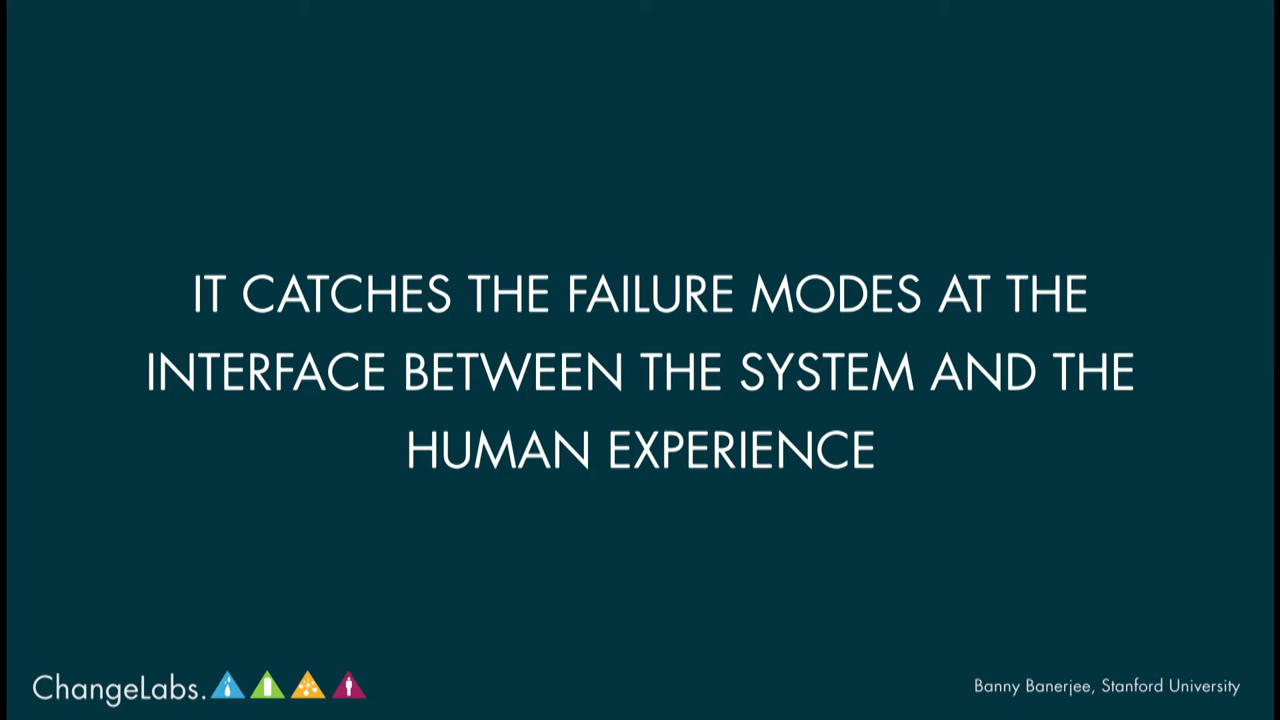 IT CATCHES THE FAILURE MODES AT THE
INTERFACE BETWEEN THE SYSTEM AND THE
HUMAN EXPERIENCE
ChangeLabs.
Banny Banerjee, Stanford University